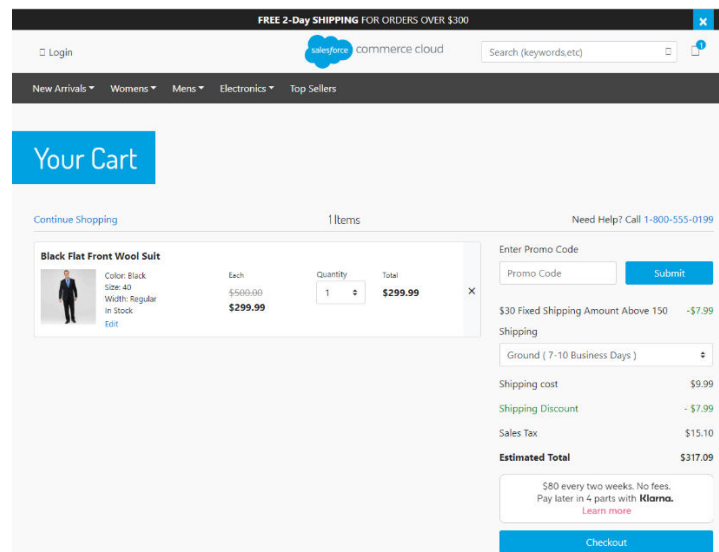 FREE 2-Day SHIPPING FOR ORDERS OVER $300
Login
salesforce commerce cloud
Search (keywords,etc)
1
New Arrivals Womens Mens Electronics Top Sellers
Your Cart
Continue Shopping
1 Items
Need Help? Call 1-800-555-0199
Black Flat Front Wool Suit
Color: Black
Size: 40
Width: Regular
In Stock
Edit
Each
$500.00
$299.99
Quantity
1
Total
$299.99
Enter Promo Code
Promo Code Submit
$30 Fixed Shipping Amount Above 150 -$7.99
Shipping
Ground ( 7-10 Business Days )
Shipping cost $9.99
Shipping Discount - $7.99
Sales Tax $15.10
Estimated Total $317.09
$80 every two weeks. No fees.
Pay later in 4 parts with Klarna.
Learn more
Checkout